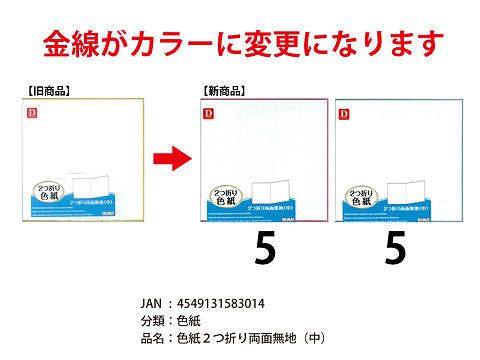 金線がカラーに変更になります
【旧商品】
【新商品】
D
2つ折り
色紙
2つ折り両面無地（中）
D
2つ折り
色紙
2つ折り両面無地（中）
D
2つ折り
色紙
2つ折り両面無地（中）
5
5
JAN ：4549131583014
分類：色紙
品名：色紙２つ折り両面無地（中）